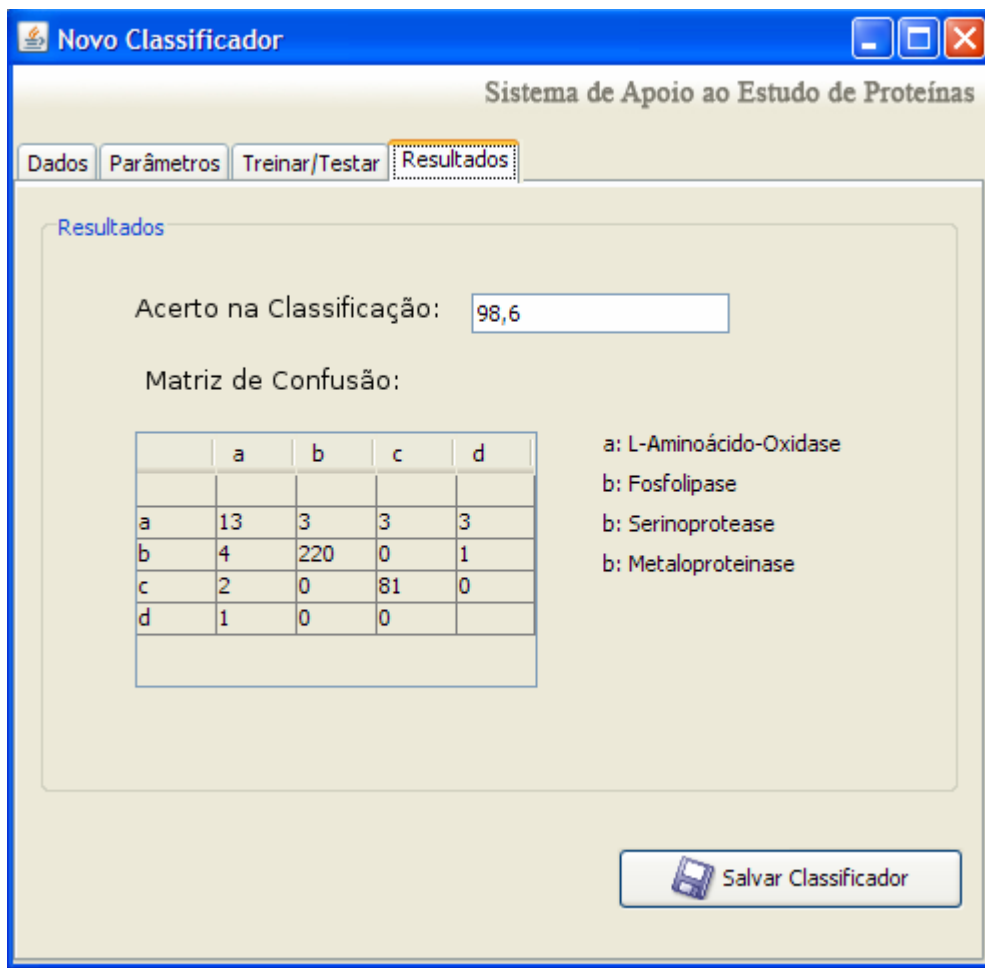 Novo Classificador
Sistema de Apoio ao Estudo de Proteínas
Dados Parâmetros Treinar/Testar Resultados
Resultados
Acerto na Classificação: 98,6
Matriz de Confusão:
a b c d
a 13 3 3 3
b 4 220 0 1
c 2 0 81 0
d 1 0 0
a: L-Aminoácido-Oxidase
b: Fosfolipase
b: Serinoprotease
b: Metaloproteinase
Salvar Classificador